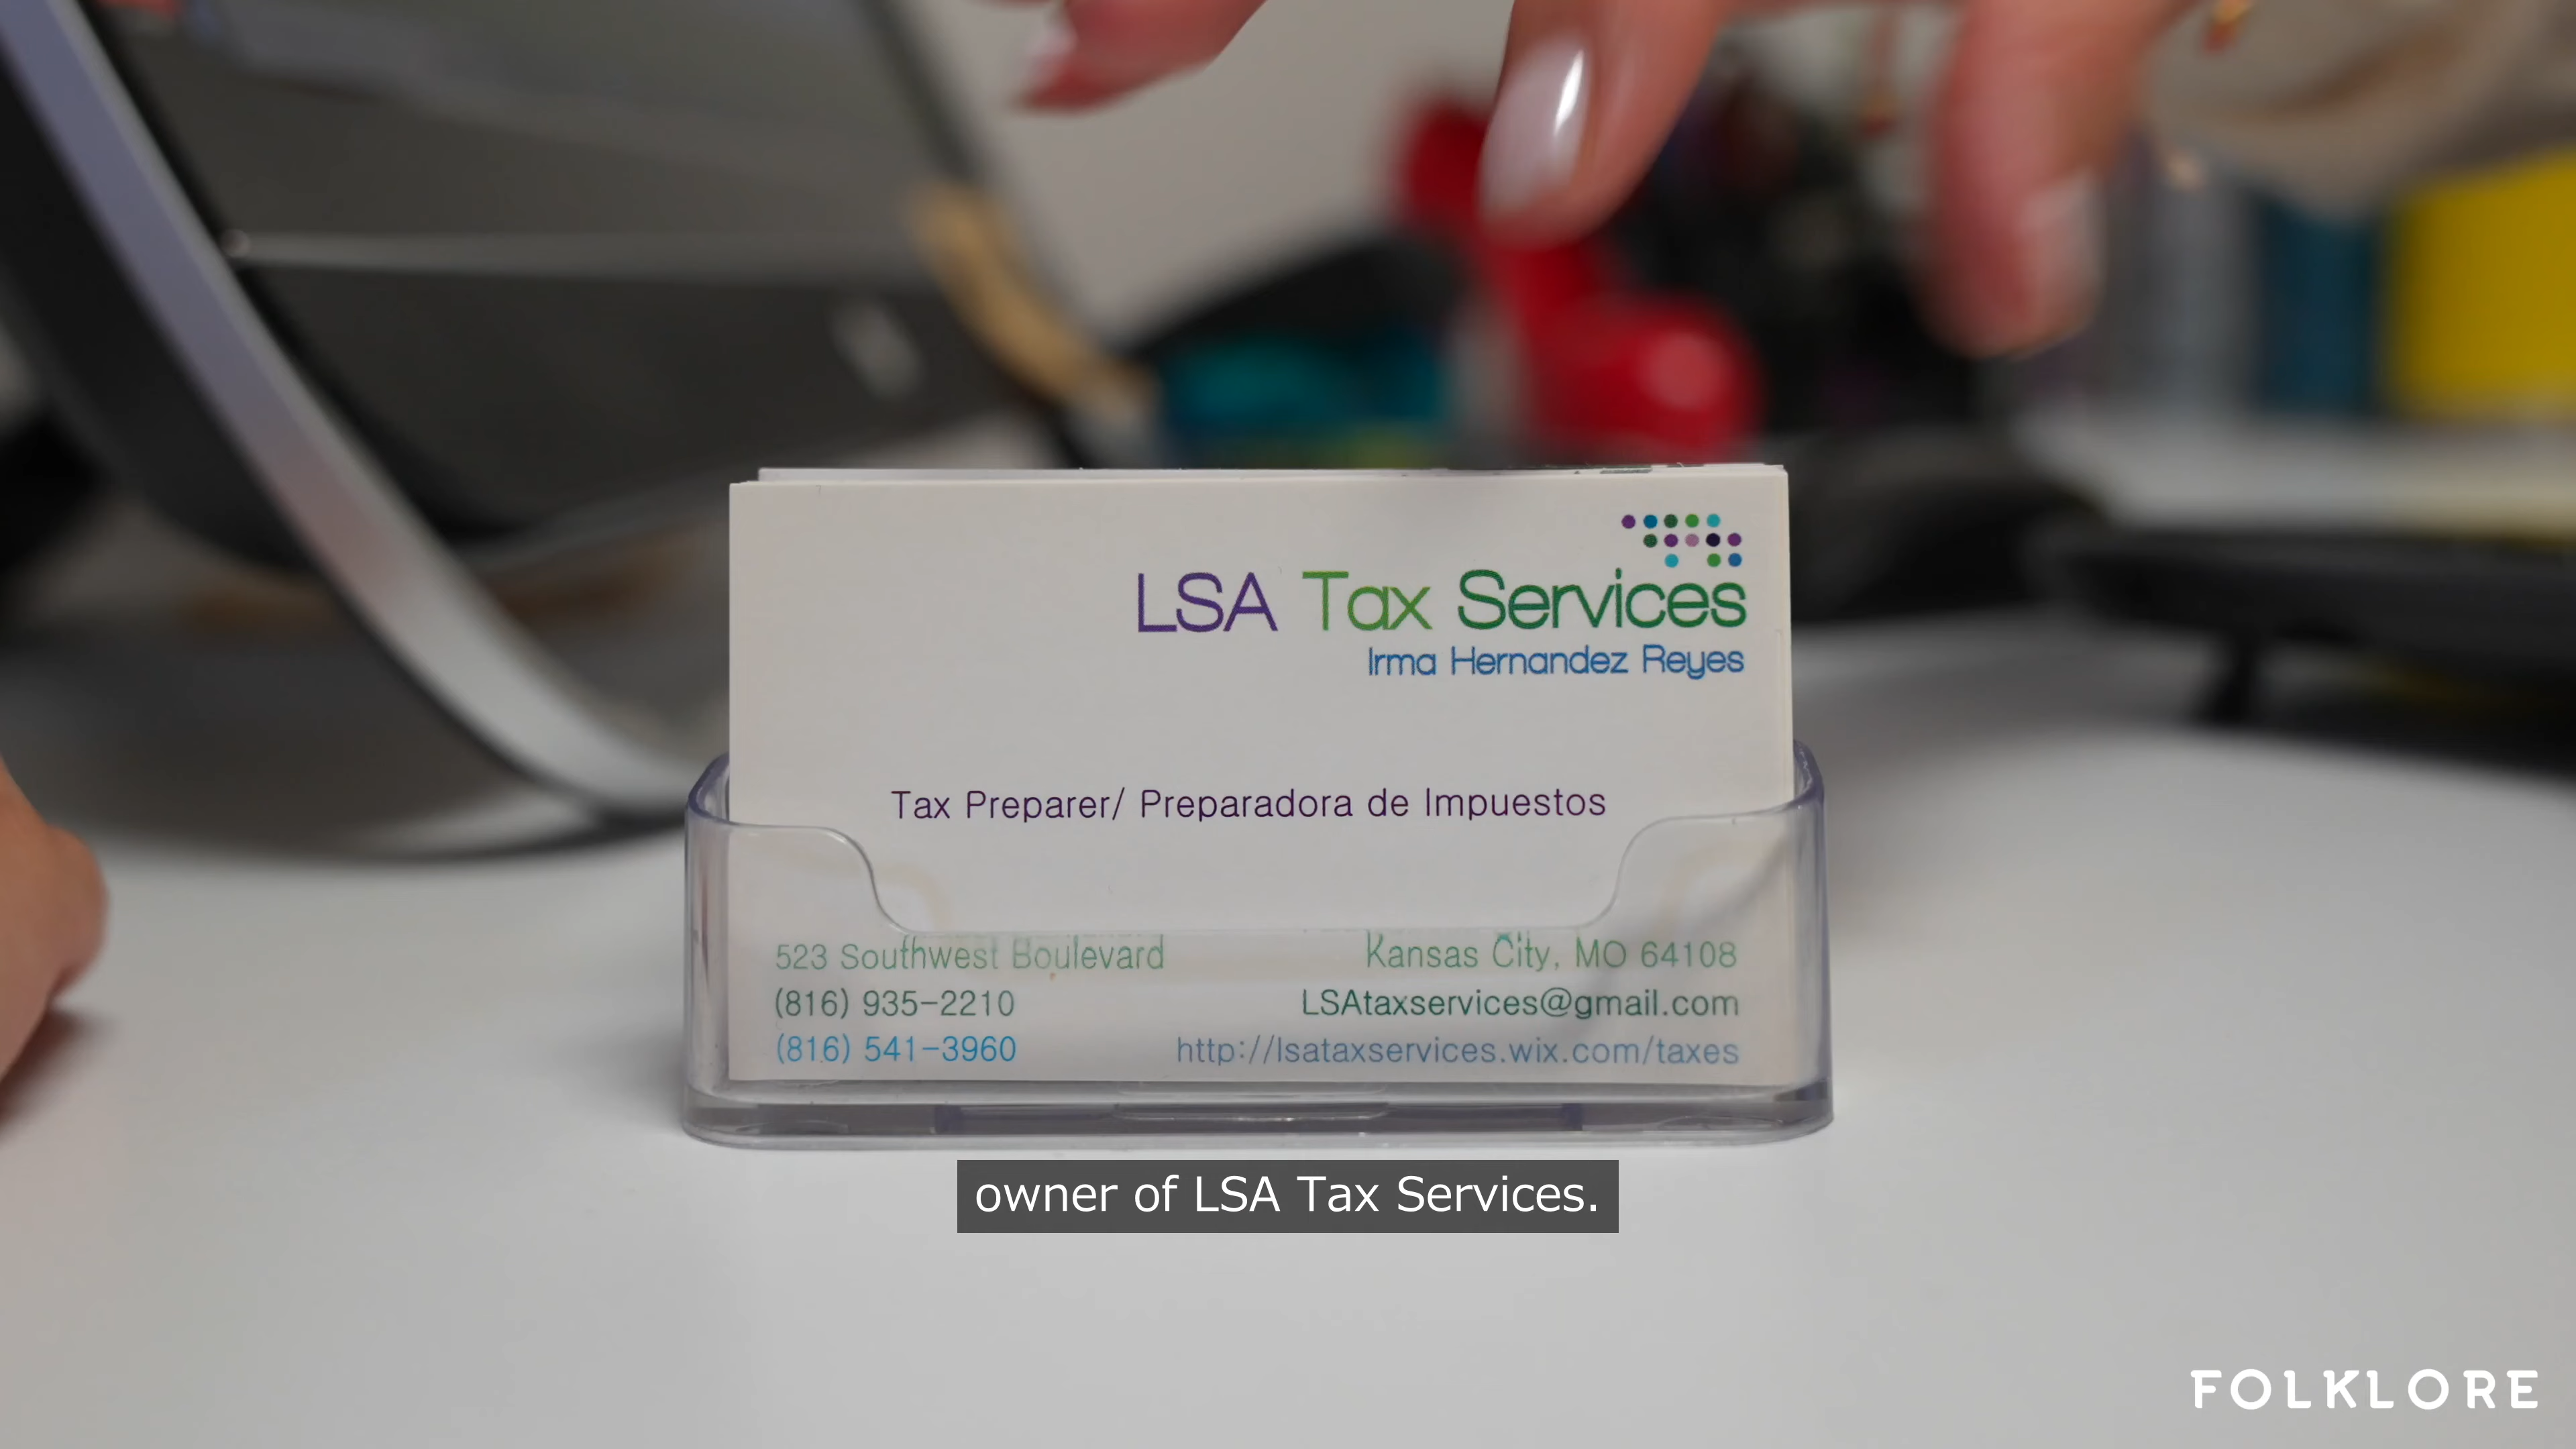 LSA Tax Services
Irma Hernandez Reyes
Tax Preparer/ Preparadora de Impuestos
523 Southwest Boulevard
Kansas City, MO 64108
(816) 935-2210
LSAtaxservices@gmail.com
(816) 541-3960
http://lsataxservices.wix.com/taxes
owner of LSA Tax Services.
FOLKLORE